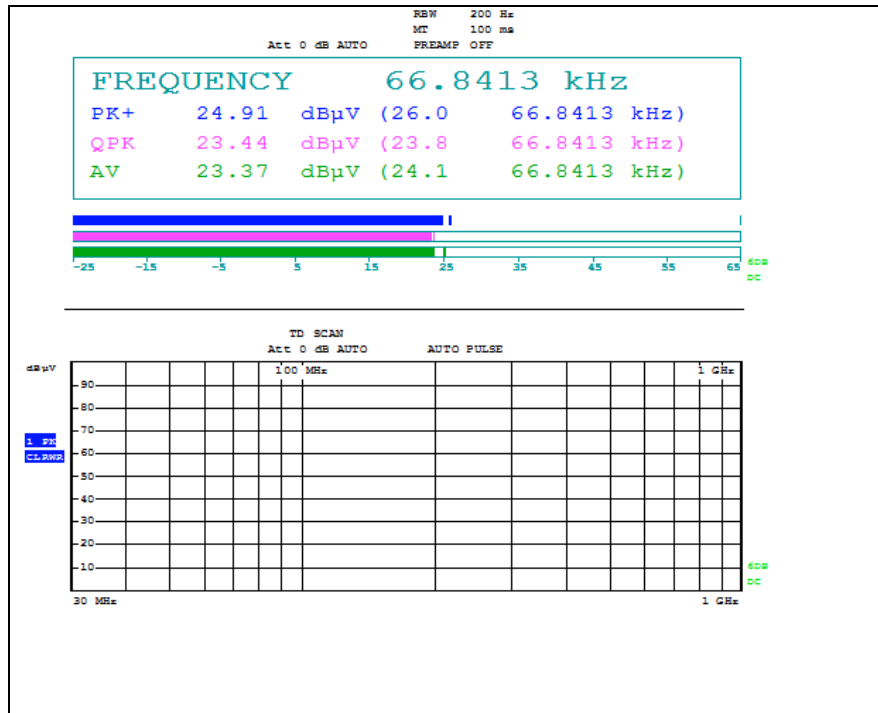 RBW 200 Hz
MT 100 ms
Att 0 dB AUTO PREAMP OFF
FREQUENCY 66.8413 kHz
PK+ 24.91 dBµV (26.0 66.8413 kHz)
QPK 23.44 dBµV (23.8 66.8413 kHz)
AV 23.37 dBµV (24.1 66.8413 kHz)
-25 -15 -5 5 15 25 35 45 55 65
6DB
DC
TD SCAN
Att 0 dB AUTO AUTO PULSE
dBµV
100 MHz 1 GHz
90
80
70
1 PK
CLRWR
60
50
40
30
20
10
6DB
DC
30 MHz 1 GHz